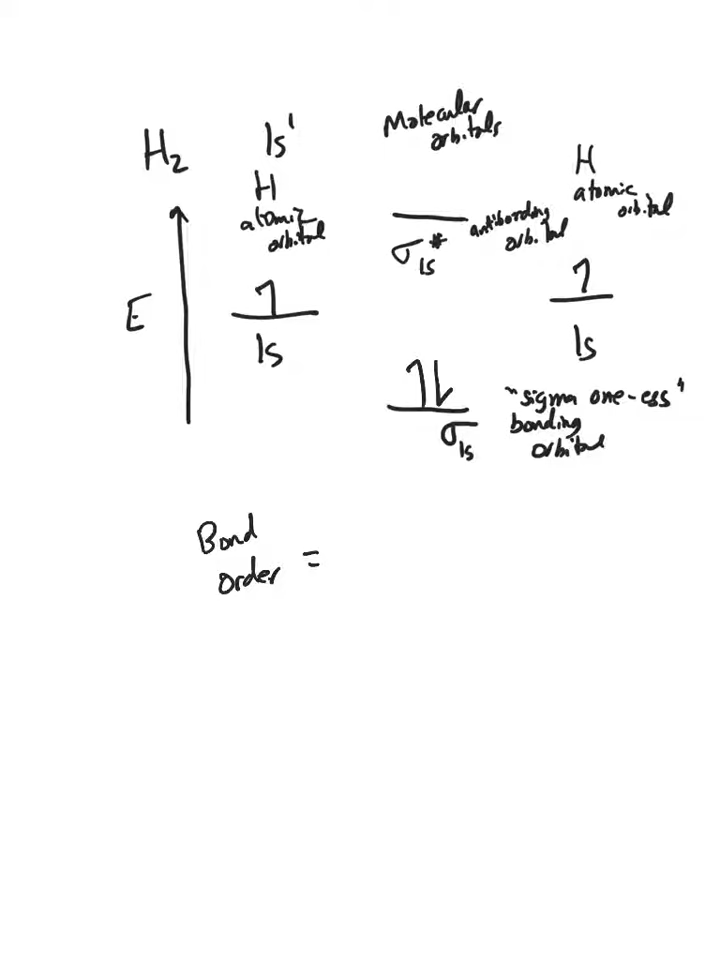 H₂
1s¹
H
atomic
orbital
Molecular
orbitals
H
atomic
orbital
σ*1s
antibonding
orbital
E
↿
1s
↿
1s
↿⇂
σ1s
"sigma one-ess"
bonding
orbital
Bond
order =